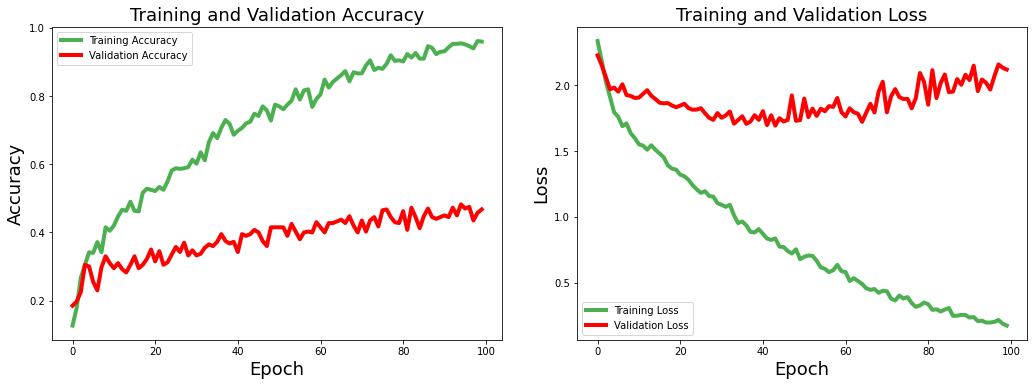 Training and Validation Accuracy
1.0
0.8
0.6
0.4
0.2
Accuracy
Training Accuracy
Validation Accuracy
0 20 40 60 80 100
Epoch
Training and Validation Loss
2.0
1.5
1.0
0.5
Loss
Training Loss
Validation Loss
0 20 40 60 80 100
Epoch